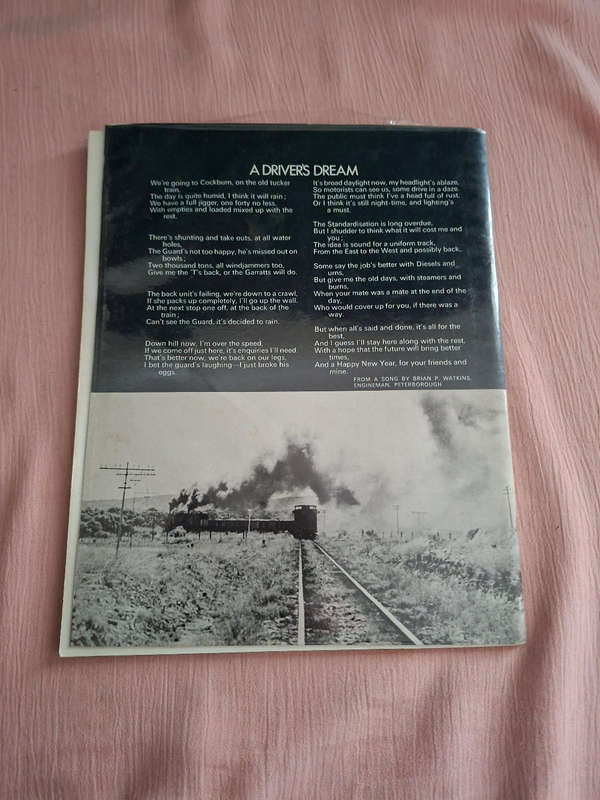 A DRIVER'S DREAM
We're going to Cockburn, on the old tucker
train,
The day is quite humid, I think it will rain;
We have a full jigger, one forty no less,
With empties and loaded mixed up with the
rest.
There's shunting and take outs, at all water
holes,
The Guard's not too happy, he's missed out on
bowls;
Two thousand tons, all windjammers too,
Give me the 'T's back, or the Garratts will do.
The back unit's failing, we're down to a crawl,
If she packs up completely, I'll go up the wall.
At the next stop one off, at the back of the
train;
Can't see the Guard, it's decided to rain.
Down hill now, I'm over the speed,
If we come off just here, it's enquiries I'll need.
That's better now, we're back on our legs,
I bet the guard's laughing—I just broke his
eggs.
It's broad daylight now, my headlight's ablaze,
So motorists can see us, some drive in a daze.
The public must think I've a head full of rust,
Or I think it's still night-time, and lighting's
a must.
The Standardisation is long overdue,
But I shudder to think what it will cost me and
you;
The idea is sound for a uniform track,
From the East to the West and possibly back.
Some say the job's better with Diesels and
urns,
But give me the old days, with steamers and
burns,
When your mate was a mate at the end of the
day,
Who would cover up for you, if there was a
way.
But when all's said and done, it's all for the
best,
And I guess I'll stay here along with the rest,
With a hope that the future will bring better
times,
And a Happy New Year, for your friends and
mine.
FROM A SONG BY BRIAN P. WATKINS,
ENGINEMAN, PETERBOROUGH